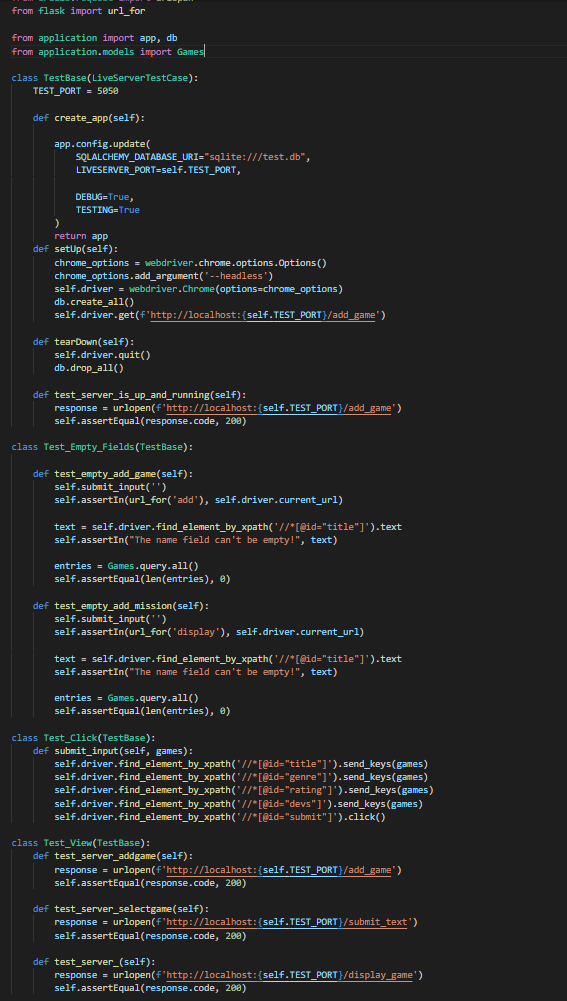 from flask import url_for
from application import app, db
from application.models import Games
class TestBase(LiveServerTestCase):
    TEST_PORT = 5050
    def create_app(self):
        app.config.update(
            SQLALCHEMY_DATABASE_URI="sqlite:///test.db",
            LIVESERVER_PORT=self.TEST_PORT,
            DEBUG=True,
            TESTING=True
        )
        return app
    def setUp(self):
        chrome_options = webdriver.chrome.options.Options()
        chrome_options.add_argument('--headless')
        self.driver = webdriver.Chrome(options=chrome_options)
        db.create_all()
        self.driver.get(f'http://localhost:{self.TEST_PORT}/add_game')
    def tearDown(self):
        self.driver.quit()
        db.drop_all()
    def test_server_is_up_and_running(self):
        response = urlopen(f'http://localhost:{self.TEST_PORT}/add_game')
        self.assertEqual(response.code, 200)
class Test_Empty_Fields(TestBase):
    def test_empty_add_game(self):
        self.submit_input('')
        self.assertIn(url_for('add'), self.driver.current_url)
        text = self.driver.find_element_by_xpath('//*[@id="title"]').text
        self.assertIn("The name field can't be empty!", text)
        entries = Games.query.all()
        self.assertEqual(len(entries), 0)
    def test_empty_add_mission(self):
        self.submit_input('')
        self.assertIn(url_for('display'), self.driver.current_url)
        text = self.driver.find_element_by_xpath('//*[@id="title"]').text
        self.assertIn("The name field can't be empty!", text)
        entries = Games.query.all()
        self.assertEqual(len(entries), 0)
class Test_Click(TestBase):
    def submit_input(self, games):
        self.driver.find_element_by_xpath('//*[@id="title"]').send_keys(games)
        self.driver.find_element_by_xpath('//*[@id="genre"]').send_keys(games)
        self.driver.find_element_by_xpath('//*[@id="rating"]').send_keys(games)
        self.driver.find_element_by_xpath('//*[@id="devs"]').send_keys(games)
        self.driver.find_element_by_xpath('//*[@id="submit"]').click()
class Test_View(TestBase):
    def test_server_addgame(self):
        response = urlopen(f'http://localhost:{self.TEST_PORT}/add_game')
        self.assertEqual(response.code, 200)
    def test_server_selectgame(self):
        response = urlopen(f'http://localhost:{self.TEST_PORT}/submit_text')
        self.assertEqual(response.code, 200)
    def test_server_(self):
        response = urlopen(f'http://localhost:{self.TEST_PORT}/display_game')
        self.assertEqual(response.code, 200)